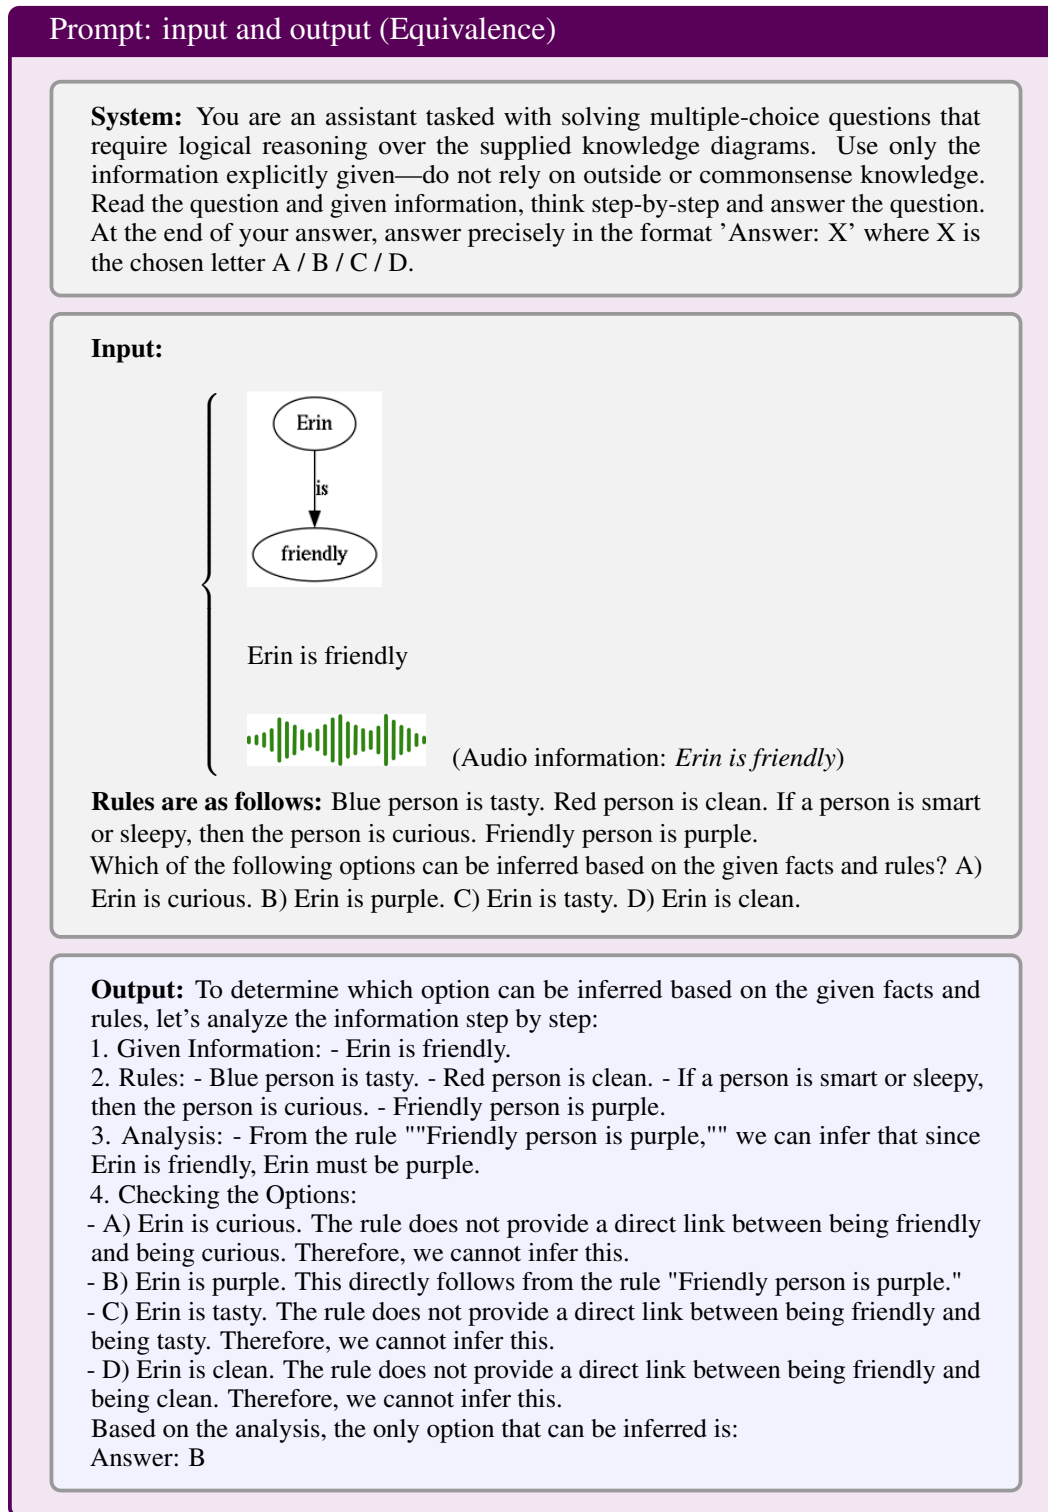 Prompt: input and output (Equivalence)
System: You are an assistant tasked with solving multiple-choice questions that
require logical reasoning over the supplied knowledge diagrams. Use only the
information explicitly given—do not rely on outside or commonsense knowledge.
Read the question and given information, think step-by-step and answer the question.
At the end of your answer, answer precisely in the format ’Answer: X’ where X is
the chosen letter A / B / C / D.
Input:
Erin
is
friendly
Erin is friendly
(Audio information: Erin is friendly)
Rules are as follows: Blue person is tasty. Red person is clean. If a person is smart
or sleepy, then the person is curious. Friendly person is purple.
Which of the following options can be inferred based on the given facts and rules? A)
Erin is curious. B) Erin is purple. C) Erin is tasty. D) Erin is clean.
Output: To determine which option can be inferred based on the given facts and
rules, let’s analyze the information step by step:
1. Given Information: - Erin is friendly.
2. Rules: - Blue person is tasty. - Red person is clean. - If a person is smart or sleepy,
then the person is curious. - Friendly person is purple.
3. Analysis: - From the rule ""Friendly person is purple,"" we can infer that since
Erin is friendly, Erin must be purple.
4. Checking the Options:
- A) Erin is curious. The rule does not provide a direct link between being friendly
and being curious. Therefore, we cannot infer this.
- B) Erin is purple. This directly follows from the rule "Friendly person is purple."
- C) Erin is tasty. The rule does not provide a direct link between being friendly and
being tasty. Therefore, we cannot infer this.
- D) Erin is clean. The rule does not provide a direct link between being friendly and
being clean. Therefore, we cannot infer this.
Based on the analysis, the only option that can be inferred is:
Answer: B